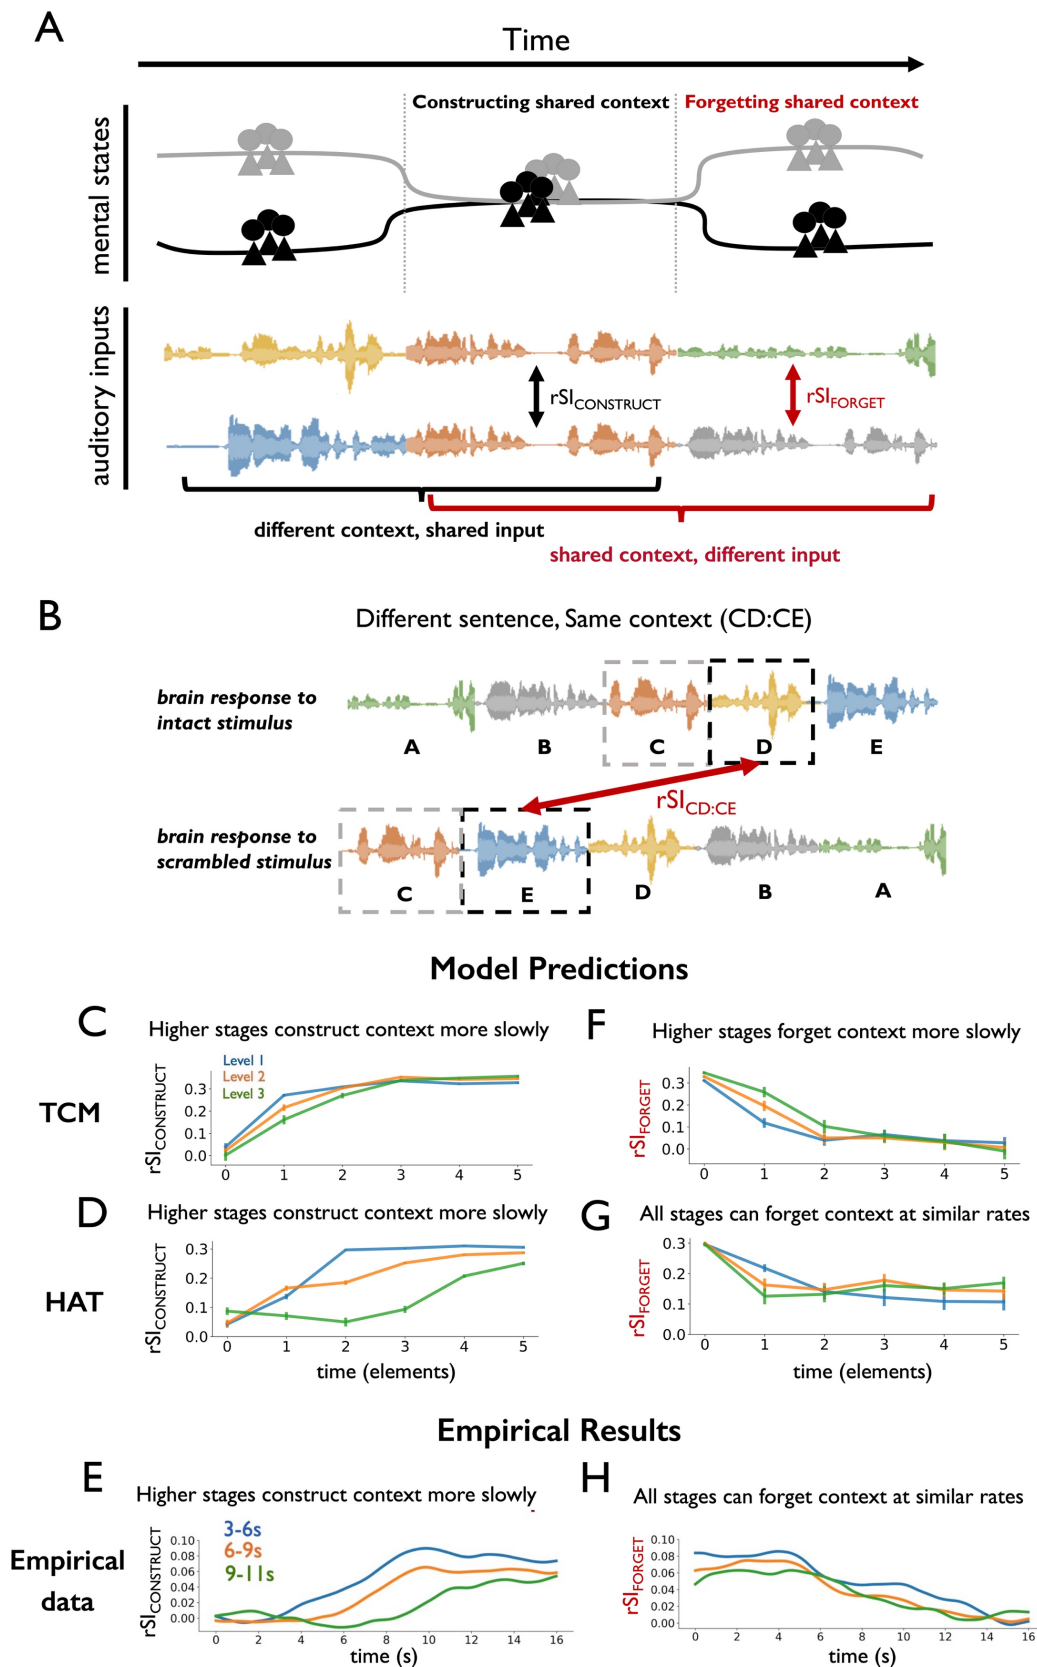 A
Time
Constructing shared context
Forgetting shared context
mental states
auditory inputs
rSI_CONSTRUCT
rSI_FORGET
different context, shared input
shared context, different input
B
Different sentence, Same context (CD:CE)
brain response to
intact stimulus
A B C D E
rSI_CD:CE
brain response to
scrambled stimulus
C E D B A
Model Predictions
C
Higher stages construct context more slowly
TCM
rSI_CONSTRUCT
Level 1
Level 2
Level 3
0.3
0.2
0.1
0.0
0 1 2 3 4 5
F
Higher stages forget context more slowly
rSI_FORGET
0.3
0.2
0.1
0.0
0 1 2 3 4 5
D
Higher stages construct context more slowly
HAT
rSI_CONSTRUCT
0.3
0.2
0.1
0.0
0 1 2 3 4 5
time (elements)
G
All stages can forget context at similar rates
rSI_FORGET
0.3
0.2
0.1
0.0
0 1 2 3 4 5
time (elements)
Empirical Results
E
Higher stages construct context more slowly
Empirical
data
rSI_CONSTRUCT
3-6s
6-9s
9-11s
0.10
0.08
0.06
0.04
0.02
0.00
0 2 4 6 8 10 12 14 16
time (s)
H
All stages can forget context at similar rates
rSI_FORGET
0.10
0.08
0.06
0.04
0.02
0.00
0 2 4 6 8 10 12 14 16
time (s)